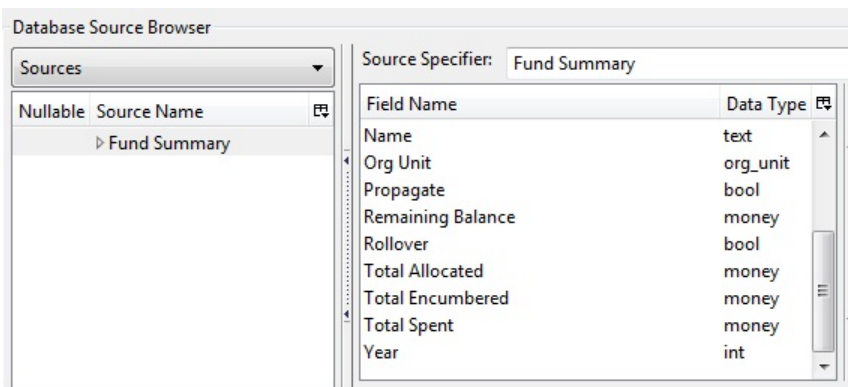 Database Source Browser
Sources
Source Specifier: Fund Summary
Nullable Source Name
Fund Summary
Field Name Data Type
Name text
Org Unit org_unit
Propagate bool
Remaining Balance money
Rollover bool
Total Allocated money
Total Encumbered money
Total Spent money
Year int